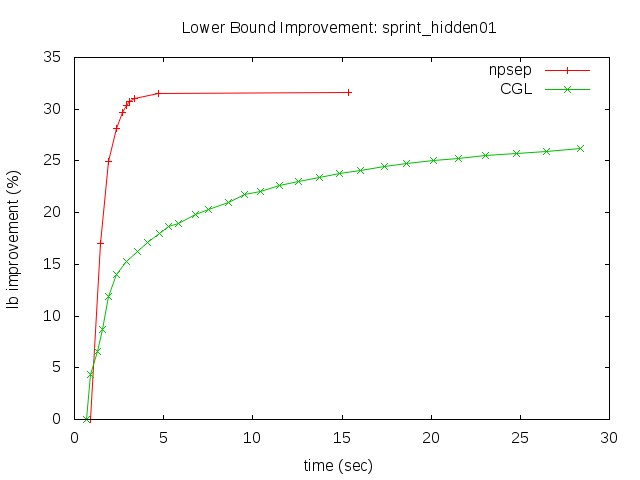 Lower Bound Improvement: sprint_hidden01
npsep
CGL
35
30
25
20
15
10
5
0
lb improvement (%)
0 5 10 15 20 25 30
time (sec)